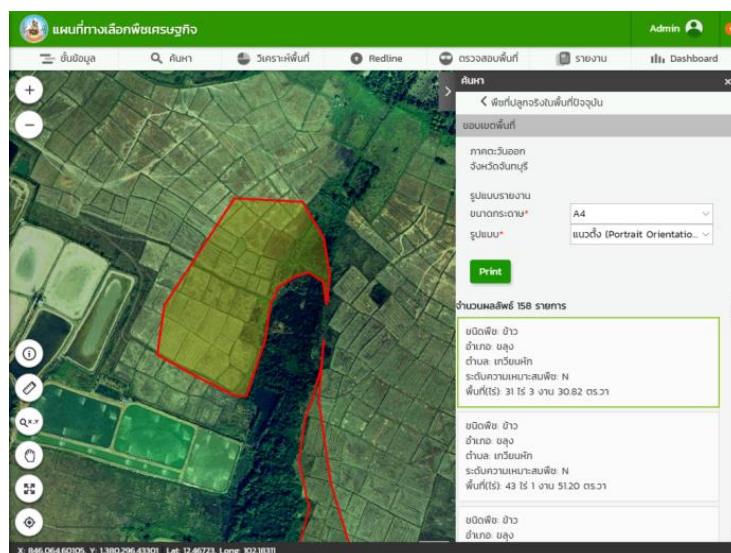 แผนที่ทางเลือกพืชเศรษฐกิจ
Admin
ชั้นข้อมูล
ค้นหา
วิเคราะห์พื้นที่
Redline
ตรวจสอบพื้นที่
รายงาน
Dashboard
ค้นหา
พืชที่ปลูกจริงในพื้นที่ปัจจุบัน
ขอบเขตพื้นที่
ภาคตะวันออก
จังหวัดจันทบุรี
รูปแบบรายงาน
ขนาดกระดาษ* A4
รูปแบบ* แนวตั้ง (Portrait Orientatio...
Print
จำนวนผลลัพธ์ 158 รายการ
ชนิดพืช: ข้าว
อำเภอ: ขลุง
ตำบล: เกวียนหัก
ระดับความเหมาะสมพืช: N
พื้นที่(ไร่): 31 ไร่ 3 งาน 30.82 ตร.วา
ชนิดพืช: ข้าว
อำเภอ: ขลุง
ตำบล: เกวียนหัก
ระดับความเหมาะสมพืช: N
พื้นที่(ไร่): 43 ไร่ 1 งาน 51.20 ตร.วา
ชนิดพืช: ข้าว
อำเภอ: ขลุง
X: 846,064.60105, Y: 1,380,296.43301 Lat: 12.46723, Long: 102.18311